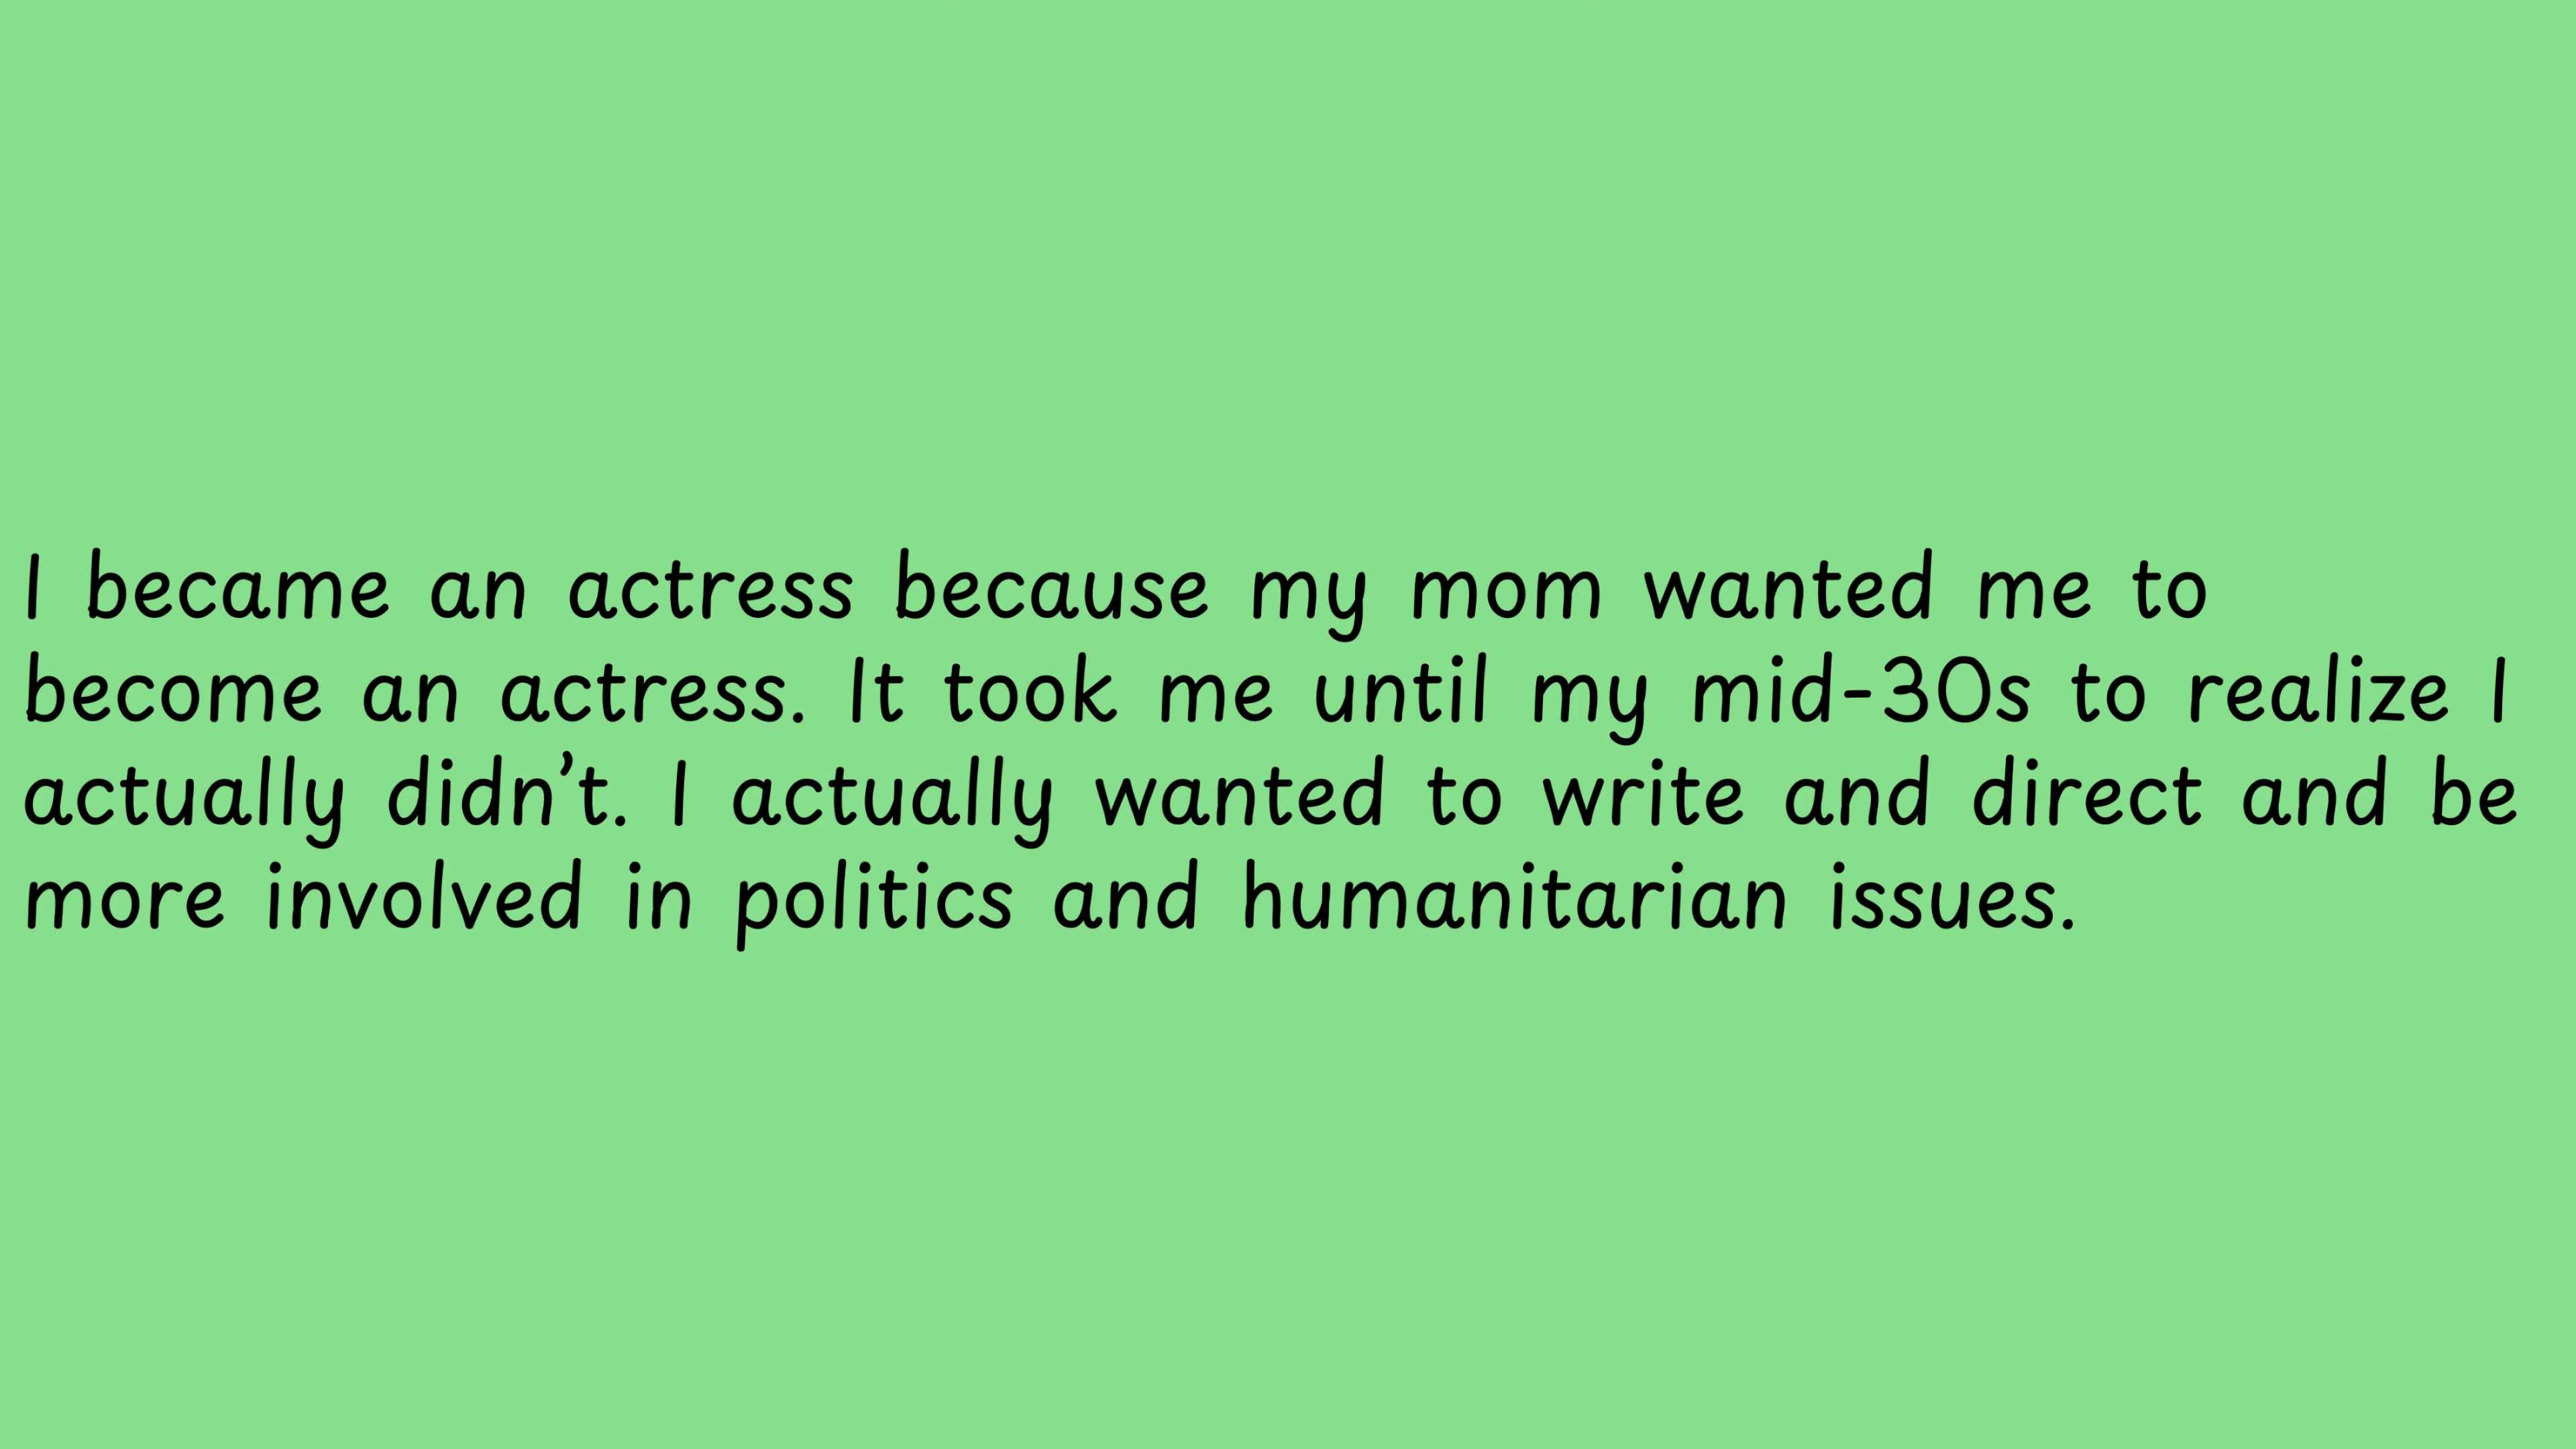 I became an actress because my mom wanted me to
become an actress. It took me until my mid-30s to realize I
actually didn’t. I actually wanted to write and direct and be
more involved in politics and humanitarian issues.